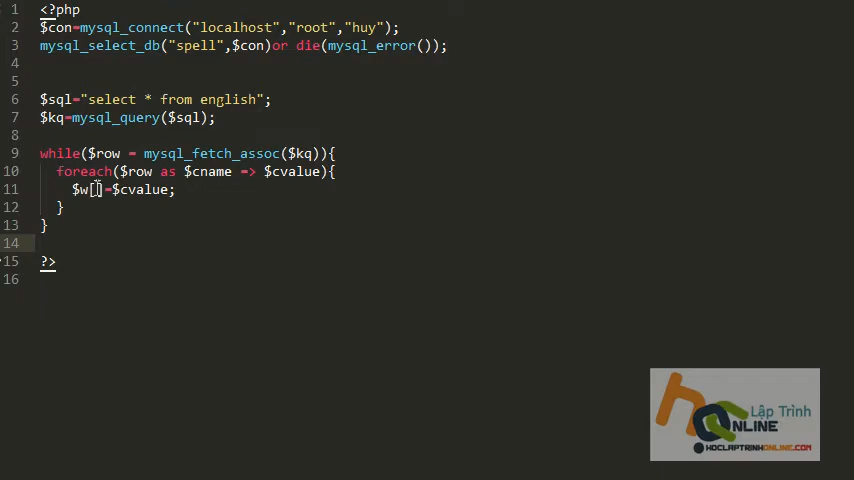 1 <?php
2 $con=mysql_connect("localhost","root","huy");
3 mysql_select_db("spell",$con)or die(mysql_error());
4
5
6 $sql="select * from english";
7 $kq=mysql_query($sql);
8
9 while($row = mysql_fetch_assoc($kq)){
10 foreach($row as $cname => $cvalue){
11 $w[]=$cvalue;
12 }
13 }
14
15 ?>
16
Lập Trình
ONLINE
HOCLAPTRINHONLINE.COM